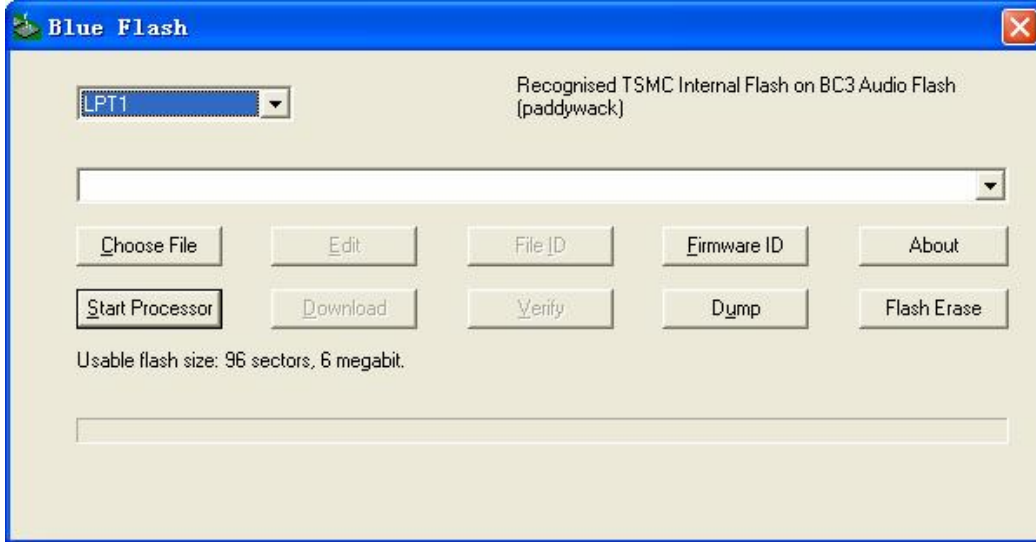 Blue Flash
LPT1
Recognised TSMC Internal Flash on BC3 Audio Flash
(paddywack)
Choose File
Edit
File ID
Firmware ID
About
Start Processor
Download
Verify
Dump
Flash Erase
Usable flash size: 96 sectors, 6 megabit.